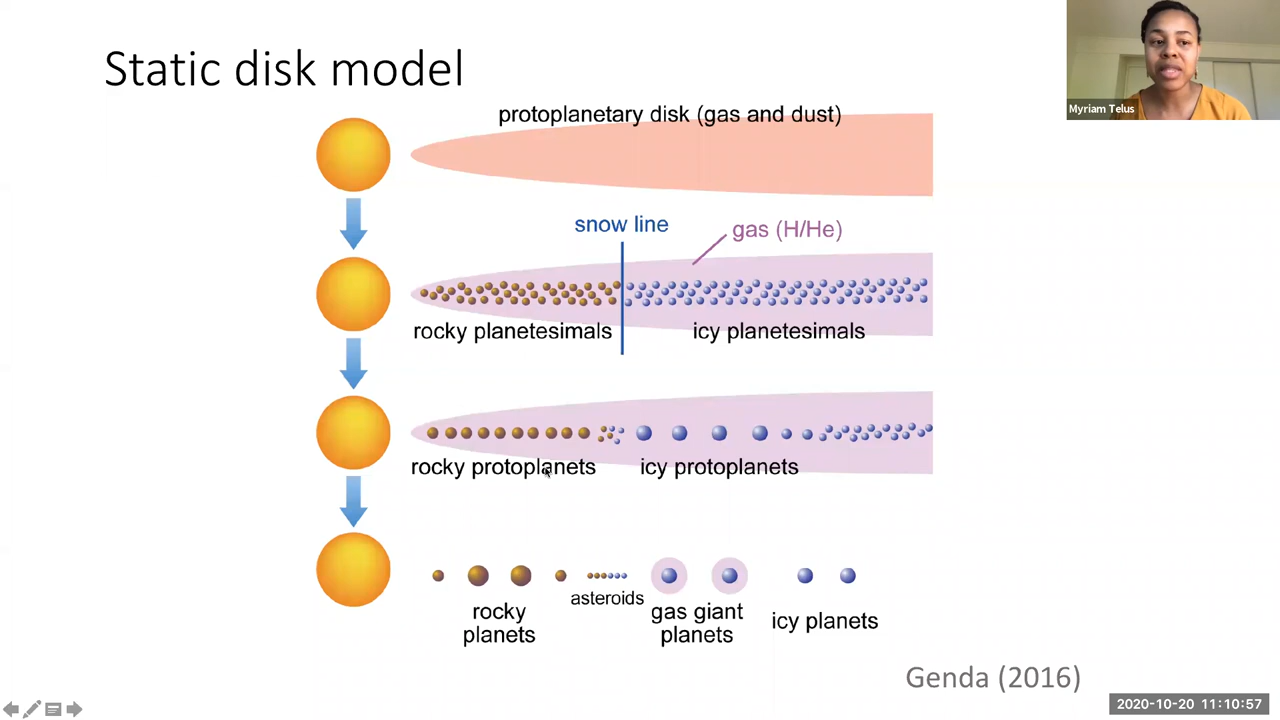 Static disk model
Myriam Telus
protoplanetary disk (gas and dust)
snow line
gas (H/He)
rocky planetesimals
icy planetesimals
rocky protoplanets
icy protoplanets
rocky
planets
asteroids
gas giant
planets
icy planets
Genda (2016)
2020-10-20 11:10:57